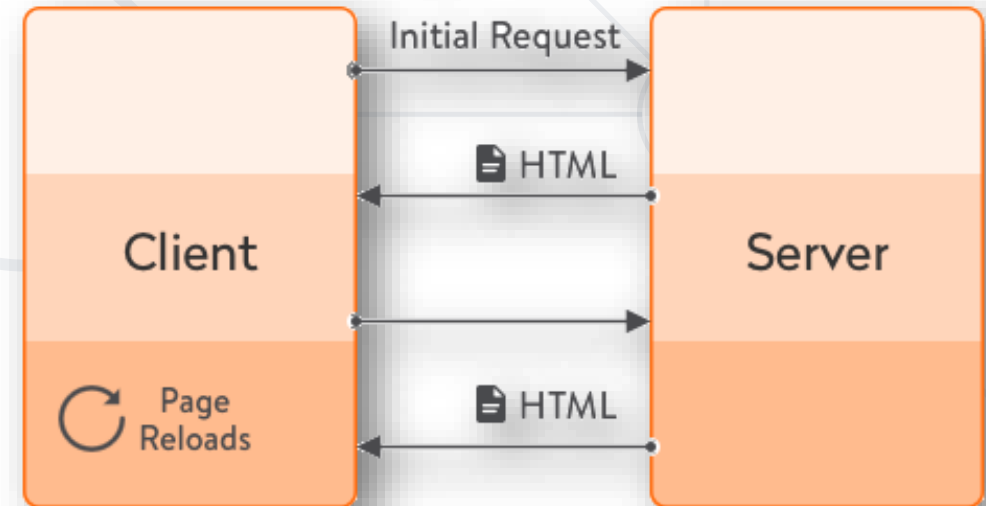 Initial Request
HTML
Client
Server
Page
Reloads
HTML